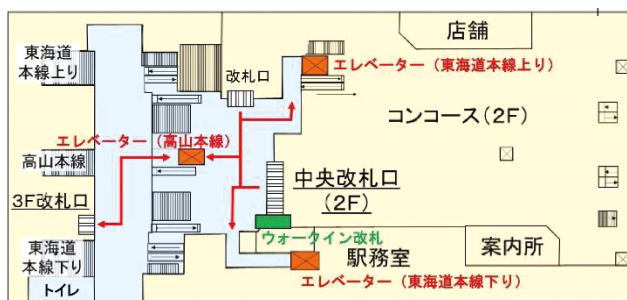 店舗
東海道
本線上り
改札口
エレベーター（東海道本線上り）
コンコース（2F）
エレベーター（高山本線）
高山本線
中央改札口
（2F）
3F改札口
ウォークイン改札
東海道
本線下り
駅務室
案内所
トイレ
エレベーター（東海道本線下り）